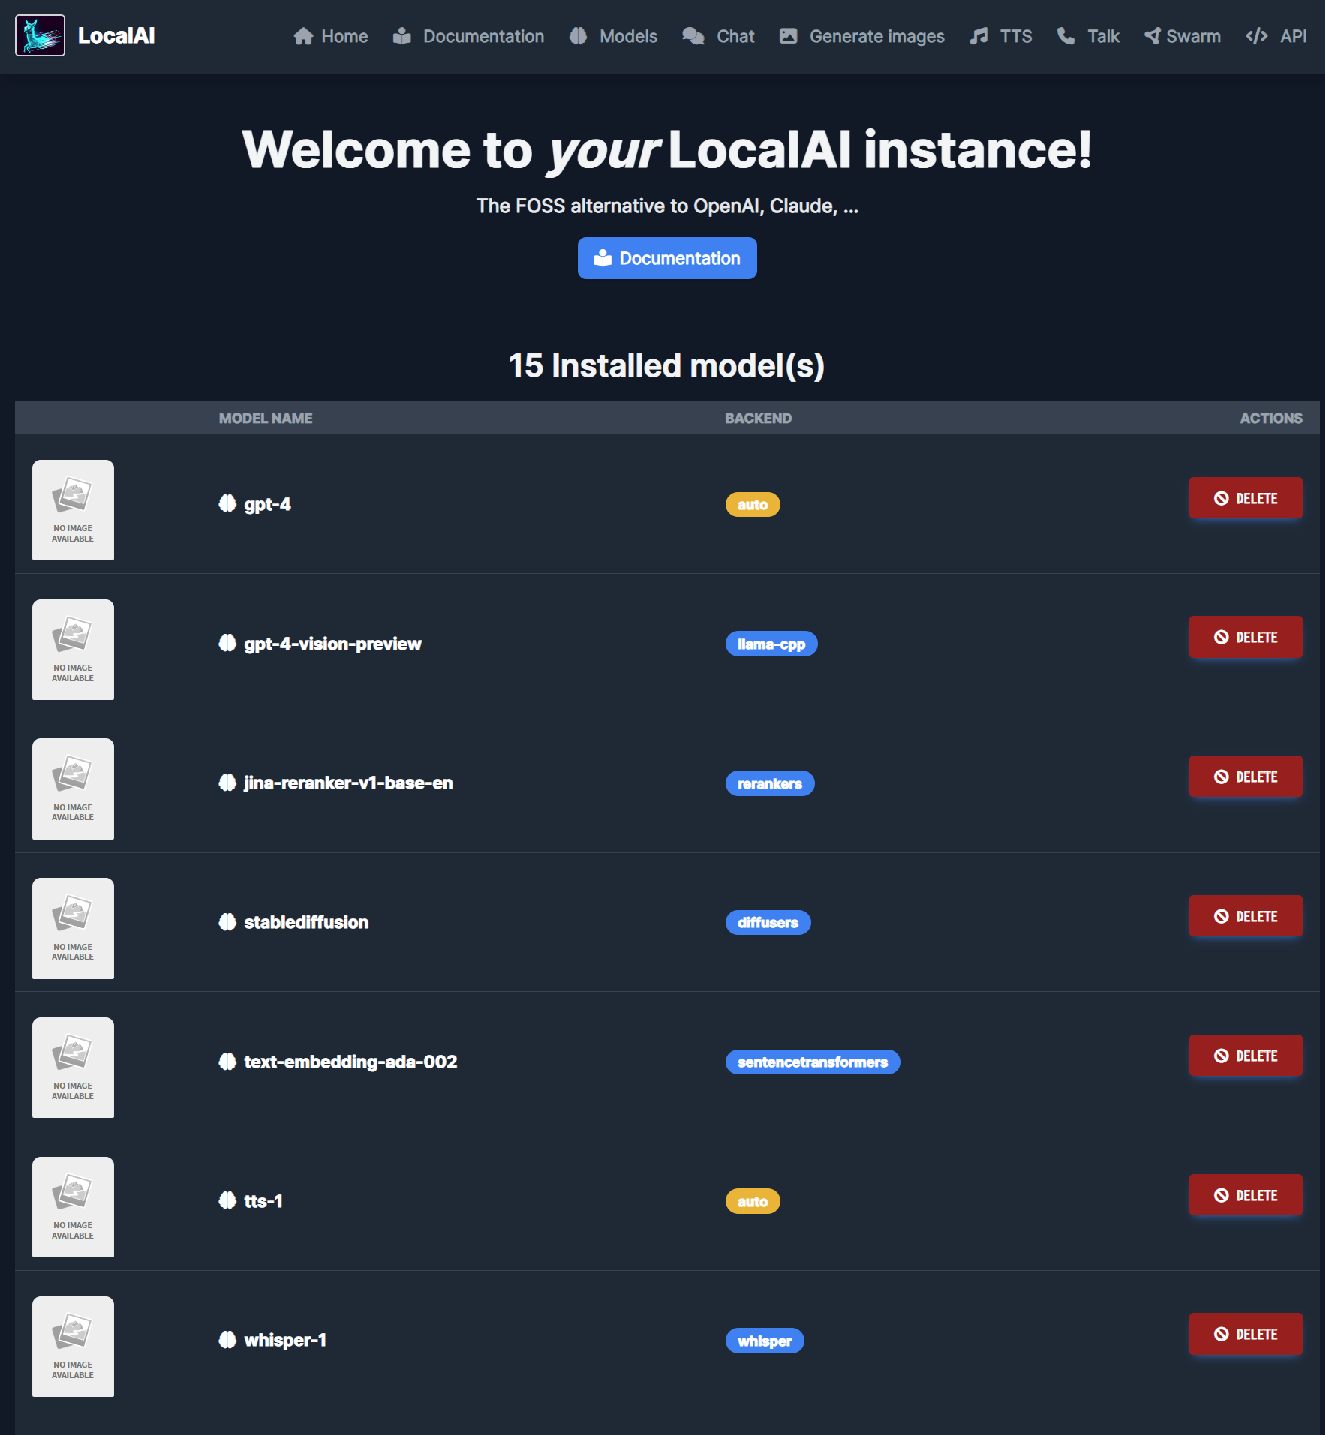 LocalAI
Home Documentation Models Chat Generate images TTS Talk Swarm API
Welcome to your LocalAI instance!
The FOSS alternative to OpenAI, Claude, ...
Documentation
15 Installed model(s)
MODEL NAME BACKEND ACTIONS
NO IMAGE
AVAILABLE
gpt-4 auto DELETE
NO IMAGE
AVAILABLE
gpt-4-vision-preview llama-cpp DELETE
NO IMAGE
AVAILABLE
jina-reranker-v1-base-en rerankers DELETE
NO IMAGE
AVAILABLE
stablediffusion diffusers DELETE
NO IMAGE
AVAILABLE
text-embedding-ada-002 sentencetransformers DELETE
NO IMAGE
AVAILABLE
tts-1 auto DELETE
NO IMAGE
AVAILABLE
whisper-1 whisper DELETE